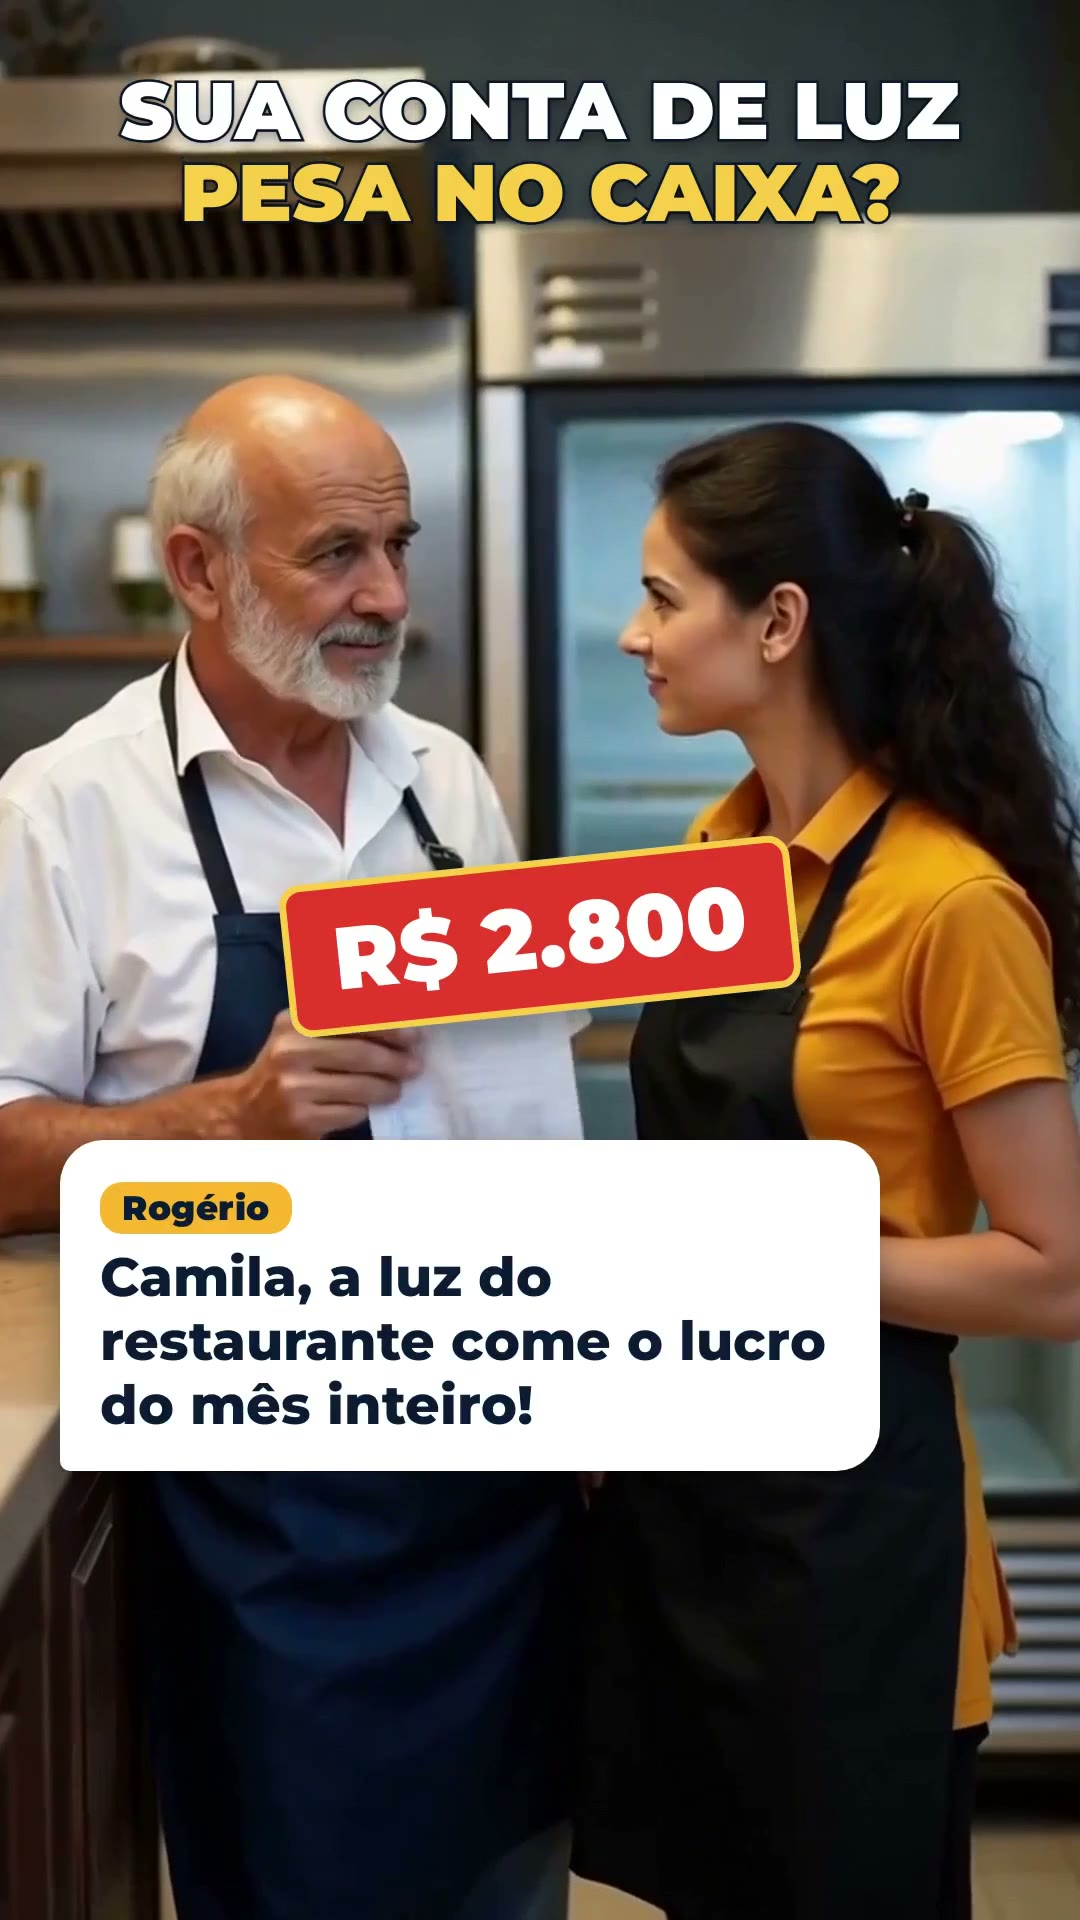 SUA CONTA DE LUZ
PESA NO CAIXA?
R$ 2.800
Rogério
Camila, a luz do
restaurante come o lucro
do mês inteiro!